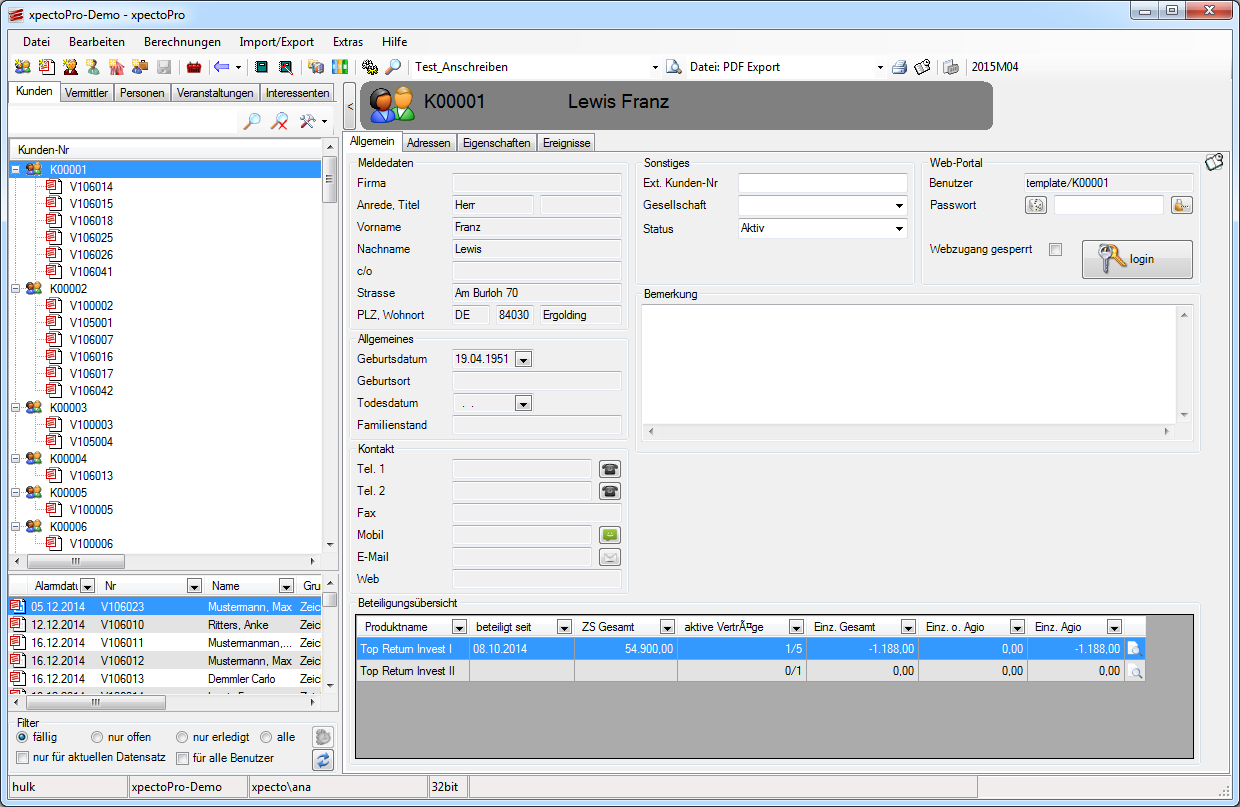 xpectoPro-Demo - xpectoPro
Datei Bearbeiten Berechnungen Import/Export Extras Hilfe
Test_Anschreiben Datei: PDF Export 2015M04
Kunden Vermittler Personen Veranstaltungen Interessenten
Kunden-Nr
K00001
V106014
V106015
V106018
V106025
V106026
V106041
K00002
V100002
V105001
V106007
V106016
V106017
V106042
K00003
V100003
V105004
K00004
V106013
K00005
V100005
K00006
V100006
Alarmdatu Nr Name Gru
05.12.2014 V106023 Mustermann, Max Zeic
12.12.2014 V106010 Ritters, Anke Zeic
16.12.2014 V106011 Mustermanman,... Zeic
16.12.2014 V106012 Mustermann, Max Zeic
16.12.2014 V106013 Demmler Carlo Zeic
Filter
fällig nur offen nur erledigt alle
nur für aktuellen Datensatz für alle Benutzer
<
K00001 Lewis Franz
Allgemein Adressen Eigenschaften Ereignisse
Meldedaten
Firma
Anrede, Titel Herr
Vorname Franz
Nachname Lewis
c/o
Strasse Am Burloh 70
PLZ, Wohnort DE 84030 Ergolding
Allgemeines
Geburtsdatum 19.04.1951
Geburtsort
Todesdatum . .
Familienstand
Kontakt
Tel. 1
Tel. 2
Fax
Mobil
E-Mail
Web
Sonstiges
Ext. Kunden-Nr
Gesellschaft
Status Aktiv
Web-Portal
Benutzer template/K00001
Passwort
Webzugang gesperrt login
Bemerkung
Beteiligungsübersicht
Produktname beteiligt seit ZS Gesamt aktive VertrÃ¤ge Einz. Gesamt Einz. o. Agio Einz. Agio
Top Return Invest I 08.10.2014 54.900,00 1/5 -1.188,00 0,00 -1.188,00
Top Return Invest II 0/1 0,00 0,00 0,00
hulk xpectoPro-Demo xpecto\ana 32bit